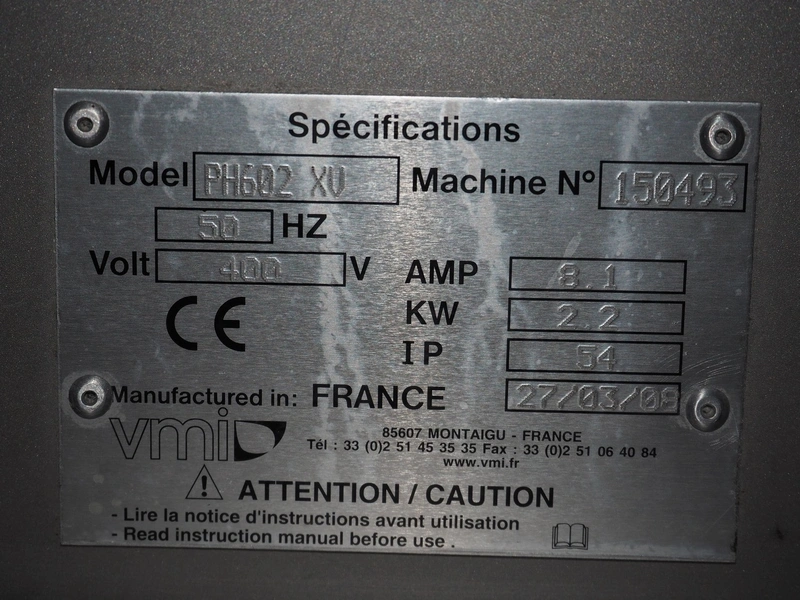 Spécifications
Model PH602 XV Machine N° 150493
50 HZ
Volt 400 V AMP 8.1
KW 2.2
CE IP 54
Manufactured in: FRANCE 27/03/08
vmi 85607 MONTAIGU - FRANCE
Tél : 33 (0)2 51 45 35 35 Fax : 33 (0)2 51 06 40 84
www.vmi.fr
ATTENTION / CAUTION
- Lire la notice d'instructions avant utilisation
- Read instruction manual before use .